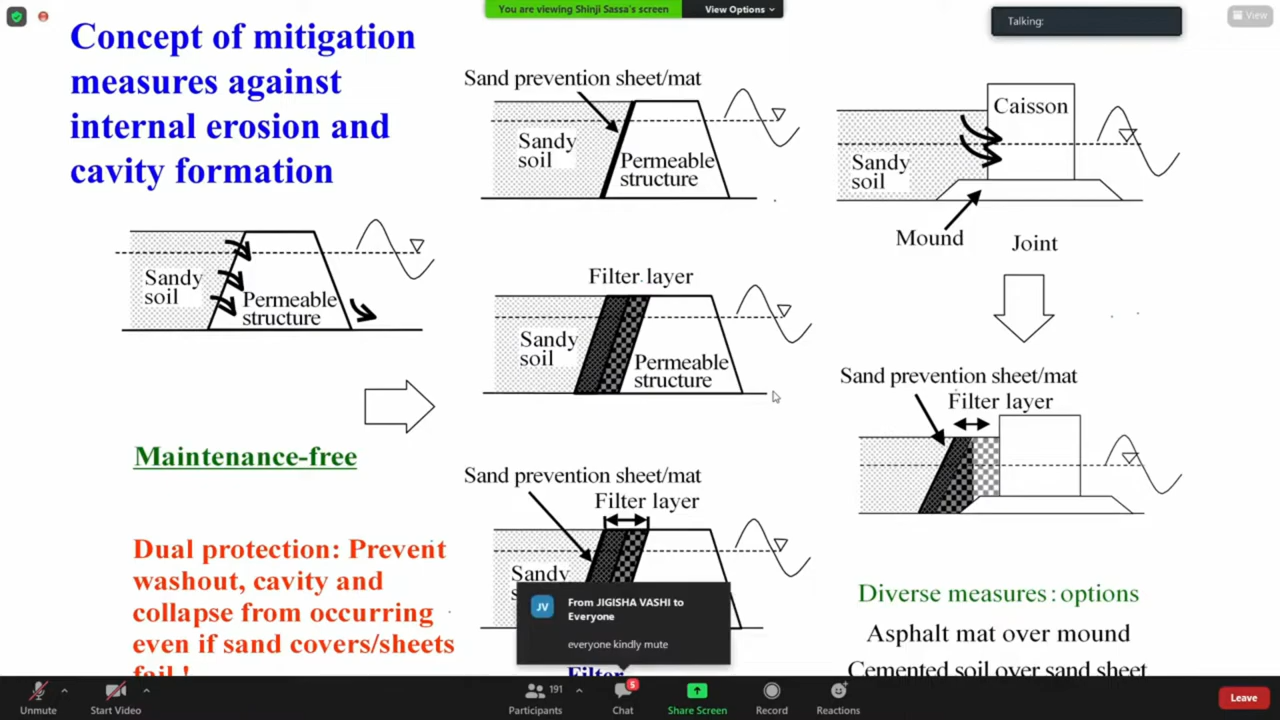 You are viewing Shinji Sassa's screen
View Options
Talking:
View
Concept of mitigation
measures against
internal erosion and
cavity formation
Sandy
soil
Permeable
structure
Maintenance-free
Dual protection: Prevent
washout, cavity and
collapse from occurring
even if sand covers/sheets
fail !
Sand prevention sheet/mat
Sandy
soil
Permeable
structure
Filter layer
Sandy
soil
Permeable
structure
Sand prevention sheet/mat
Filter layer
Sandy
Filter
Caisson
Sandy
soil
Mound
Joint
Sand prevention sheet/mat
Filter layer
Diverse measures : options
Asphalt mat over mound
Cemented soil over sand sheet
JV
From JIGISHA VASHI to
Everyone
everyone kindly mute
Unmute
Start Video
191
Participants
5
Chat
Share Screen
Record
Reactions
Leave